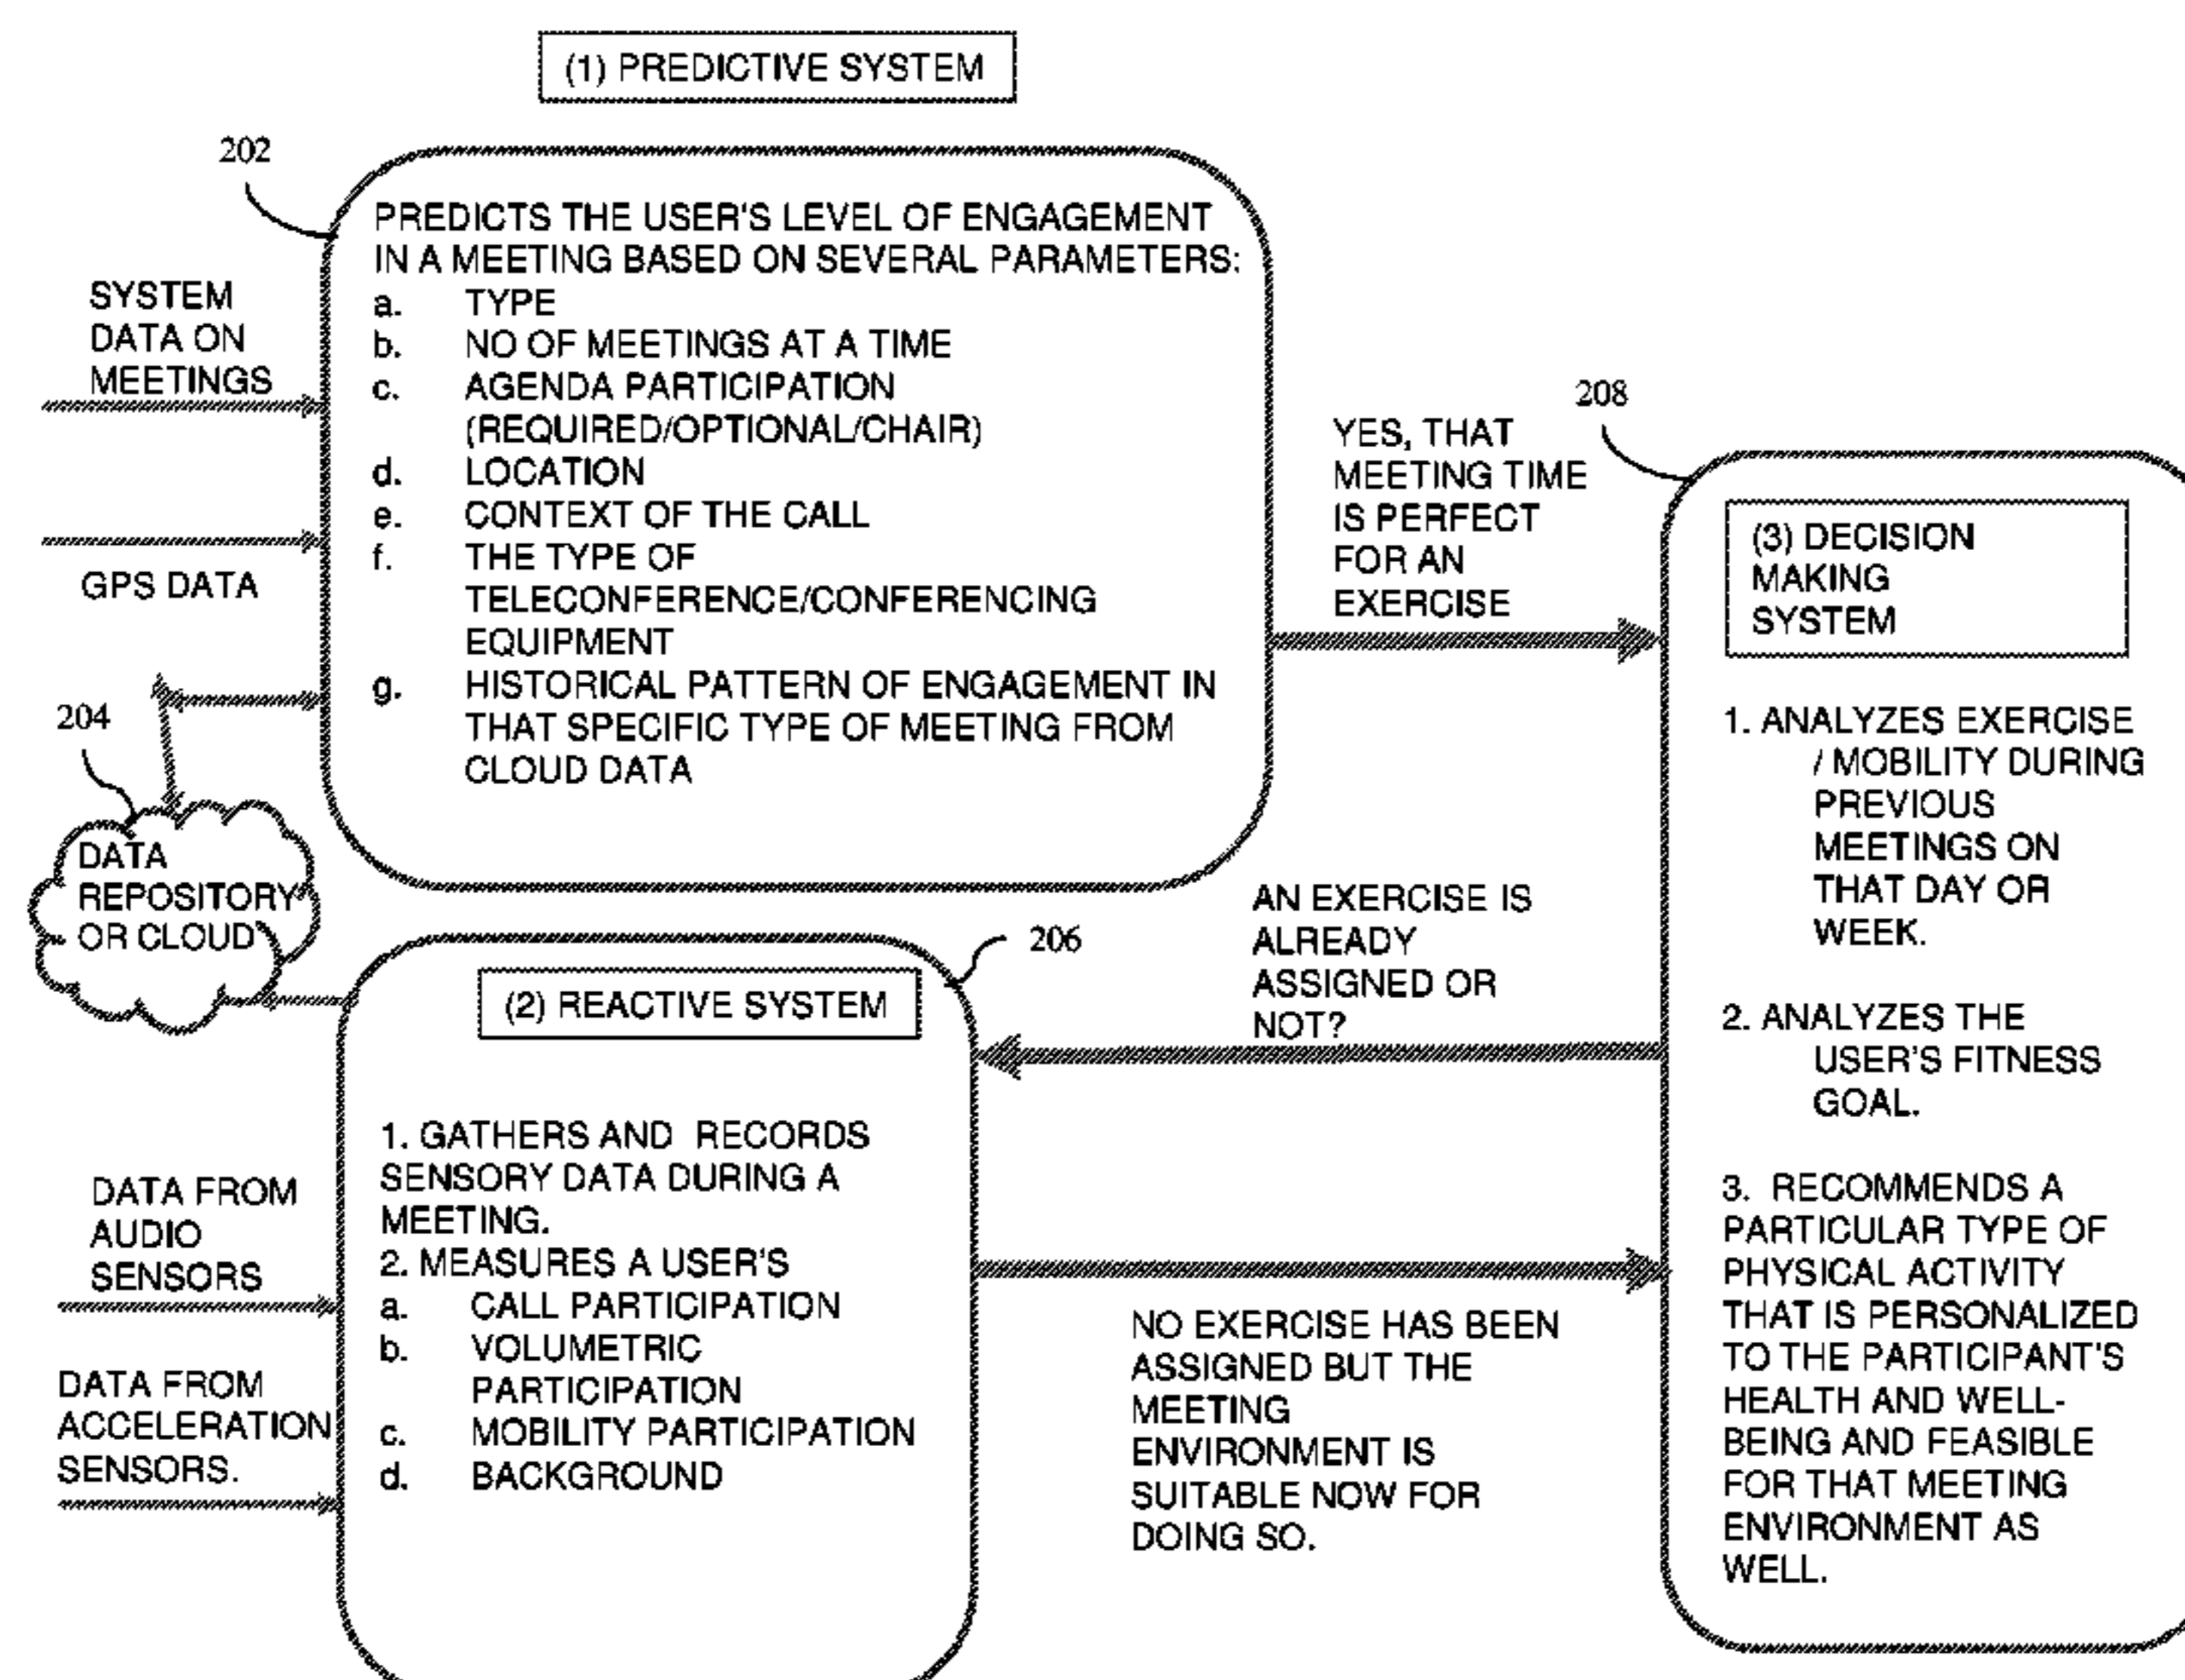 (1) PREDICTIVE SYSTEM
202
PREDICTS THE USER'S LEVEL OF ENGAGEMENT
IN A MEETING BASED ON SEVERAL PARAMETERS:
a. TYPE
b. NO OF MEETINGS AT A TIME
c. AGENDA PARTICIPATION
(REQUIRED/OPTIONAL/CHAIR)
d. LOCATION
e. CONTEXT OF THE CALL
f. THE TYPE OF
TELECONFERENCE/CONFERENCING
EQUIPMENT
g. HISTORICAL PATTERN OF ENGAGEMENT IN
THAT SPECIFIC TYPE OF MEETING FROM
CLOUD DATA
SYSTEM
DATA ON
MEETINGS
GPS DATA
204
DATA
REPOSITORY
OR CLOUD
YES, THAT
MEETING TIME
IS PERFECT
FOR AN
EXERCISE
208
(3) DECISION
MAKING
SYSTEM
1. ANALYZES EXERCISE
/ MOBILITY DURING
PREVIOUS
MEETINGS ON
THAT DAY OR
WEEK.
2. ANALYZES THE
USER'S FITNESS
GOAL.
3. RECOMMENDS A
PARTICULAR TYPE OF
PHYSICAL ACTIVITY
THAT IS PERSONALIZED
TO THE PARTICIPANT'S
HEALTH AND WELL-
BEING AND FEASIBLE
FOR THAT MEETING
ENVIRONMENT AS
WELL.
AN EXERCISE IS
ALREADY
ASSIGNED OR
NOT?
206
(2) REACTIVE SYSTEM
1. GATHERS AND RECORDS
SENSORY DATA DURING A
MEETING.
2. MEASURES A USER'S
a. CALL PARTICIPATION
b. VOLUMETRIC
PARTICIPATION
c. MOBILITY PARTICIPATION
d. BACKGROUND
DATA FROM
AUDIO
SENSORS
DATA FROM
ACCELERATION
SENSORS.
NO EXERCISE HAS BEEN
ASSIGNED BUT THE
MEETING
ENVIRONMENT IS
SUITABLE NOW FOR
DOING SO.